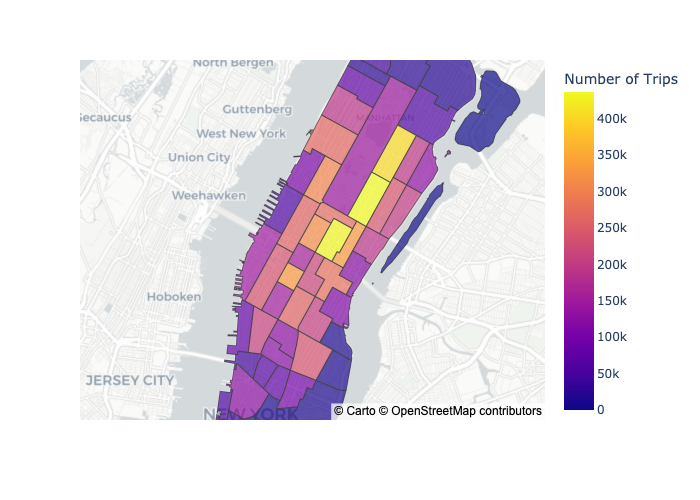 North Bergen
Number of Trips
Secaucus
Guttenberg
MANHATTAN
West New York
Union City
Weehawken
Hoboken
JERSEY CITY
NEW YORK
400k
350k
300k
250k
200k
150k
100k
50k
0
© Carto © OpenStreetMap contributors